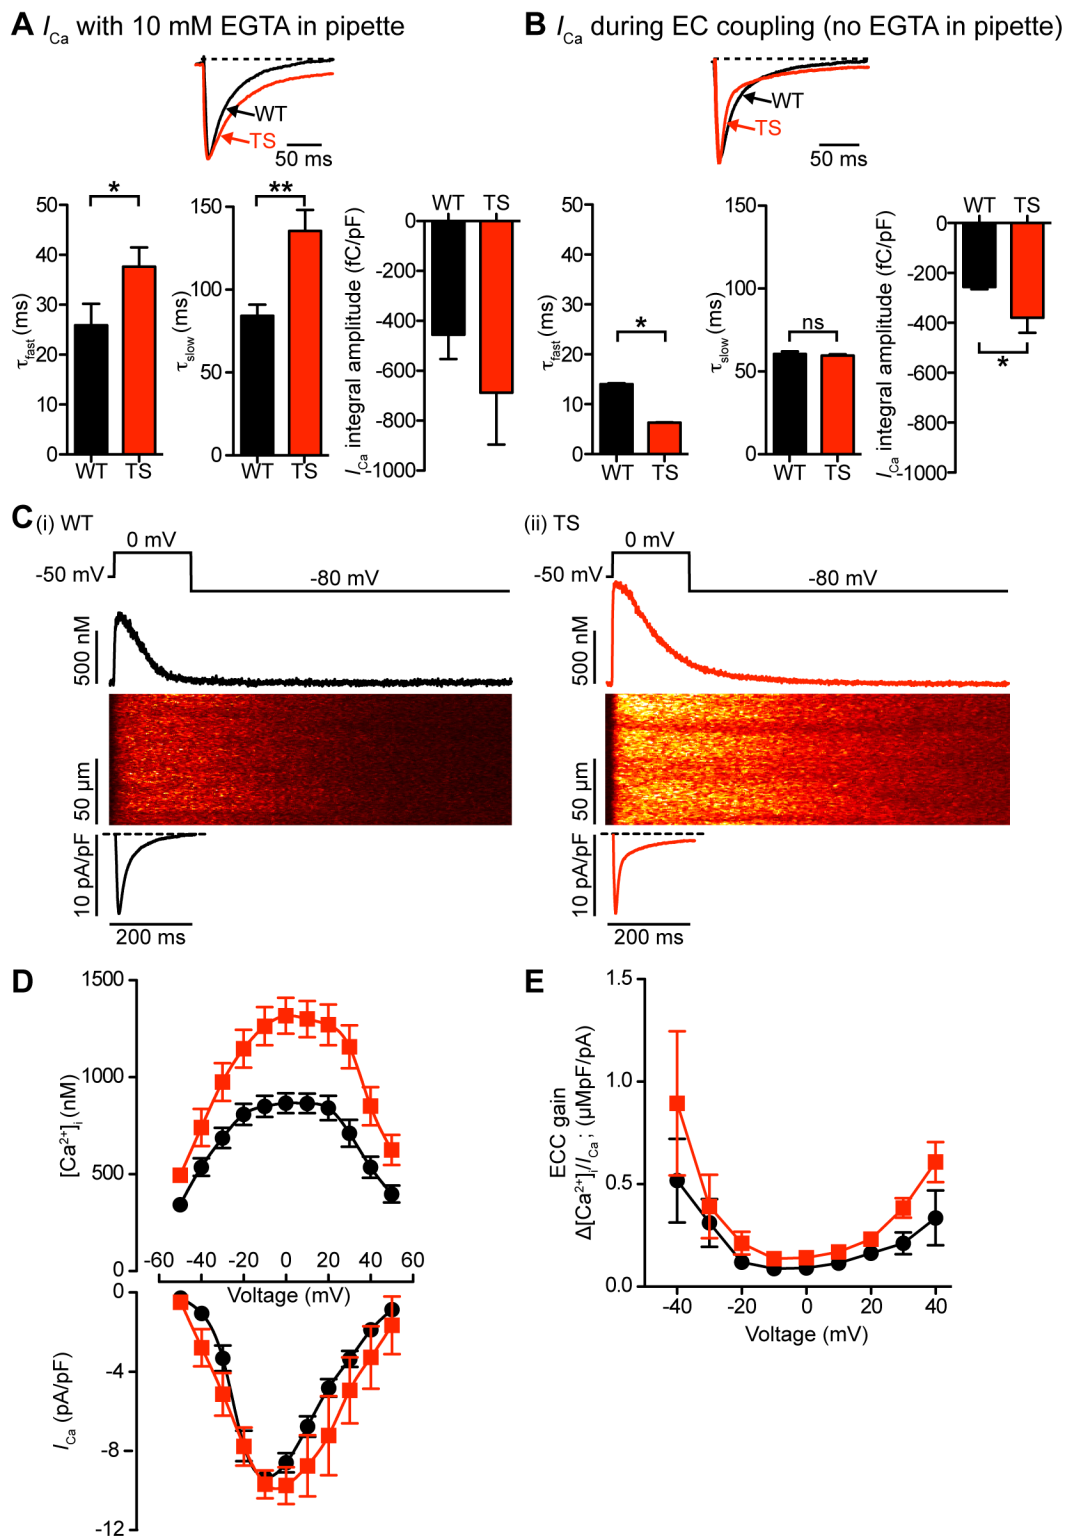 A I_Ca with 10 mM EGTA in pipette
WT
TS
50 ms
*
50
40
30
20
10
0
τ_fast (ms)
WT TS
**
150
100
50
0
τ_slow (ms)
WT TS
WT TS
0
-200
-400
-600
-800
-1000
I_Ca integral amplitude (fC/pF)
B I_Ca during EC coupling (no EGTA in pipette)
WT
TS
50 ms
50
40
30
20
10
0
τ_fast (ms)
*
WT TS
150
100
50
0
τ_slow (ms)
ns
WT TS
WT TS
0
-200
-400
-600
-800
-1000
I_Ca integral amplitude (fC/pF)
*
C (i) WT
0 mV
-50 mV
-80 mV
500 nM
50 µm
10 pA/pF
200 ms
(ii) TS
0 mV
-50 mV
-80 mV
500 nM
50 µm
10 pA/pF
200 ms
D
1500
1000
500
0
[Ca²⁺]ᵢ (nM)
-60 -40 -20 0 20 40 60
Voltage (mV)
0
-4
-8
-12
I_Ca (pA/pF)
E
1.5
1.0
0.5
0.0
ECC gain
Δ[Ca²⁺]ᵢ/I_Ca; (µMpF/pA)
-40 -20 0 20 40
Voltage (mV)